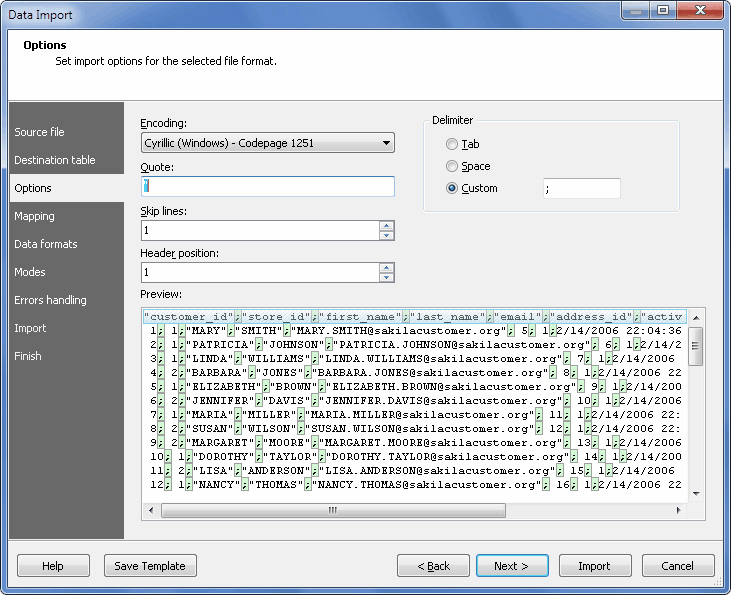 Data Import
Options
Set import options for the selected file format.
Source file
Destination table
Options
Mapping
Data formats
Modes
Errors handling
Import
Finish
Encoding:
Cyrillic (Windows) - Codepage 1251
Quote:
Skip lines:
1
Header position:
1
Delimiter
Tab
Space
Custom
;
Preview:
"customer_id";"store_id";"first_name";"last_name";"email";"address_id";"activ
1; 1;"MARY";"SMITH";"MARY.SMITH@sakilacustomer.org"; 5; 1;2/14/2006 22:04:36
2; 1;"PATRICIA";"JOHNSON";"PATRICIA.JOHNSON@sakilacustomer.org"; 6; 1;2/14/2
3; 1;"LINDA";"WILLIAMS";"LINDA.WILLIAMS@sakilacustomer.org"; 7; 1;2/14/2006
4; 2;"BARBARA";"JONES";"BARBARA.JONES@sakilacustomer.org"; 8; 1;2/14/2006 22
5; 1;"ELIZABETH";"BROWN";"ELIZABETH.BROWN@sakilacustomer.org"; 9; 1;2/14/200
6; 2;"JENNIFER";"DAVIS";"JENNIFER.DAVIS@sakilacustomer.org"; 10; 1;2/14/2006
7; 1;"MARIA";"MILLER";"MARIA.MILLER@sakilacustomer.org"; 11; 1;2/14/2006 22:
8; 2;"SUSAN";"WILSON";"SUSAN.WILSON@sakilacustomer.org"; 12; 1;2/14/2006 22:
9; 2;"MARGARET";"MOORE";"MARGARET.MOORE@sakilacustomer.org"; 13; 1;2/14/2006
10; 1;"DOROTHY";"TAYLOR";"DOROTHY.TAYLOR@sakilacustomer.org"; 14; 1;2/14/200
11; 2;"LISA";"ANDERSON";"LISA.ANDERSON@sakilacustomer.org"; 15; 1;2/14/2006
12; 1;"NANCY";"THOMAS";"NANCY.THOMAS@sakilacustomer.org"; 16; 1;2/14/2006 22
Help
Save Template
< Back
Next >
Import
Cancel